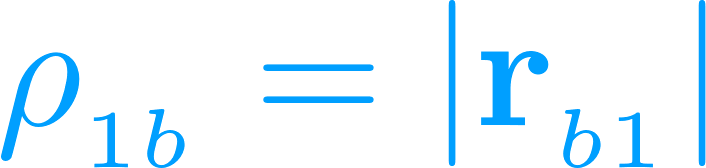 ρ_{1b} = |𝐫_{b1}|